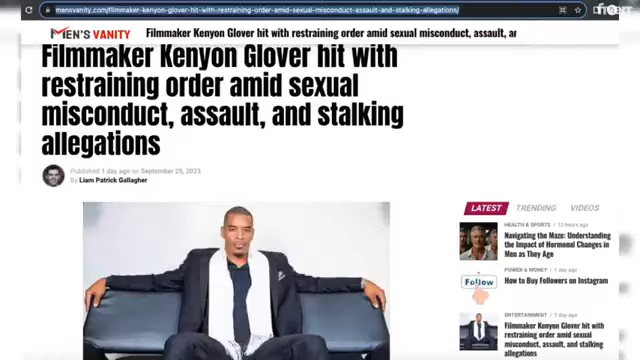 mensvanity.com/filmmaker-kenyon-glover-hit-with-restraining-order-amid-sexual-misconduct-assault-and-stalking-allegations/
MEN'S VANITY
Filmmaker Kenyon Glover hit with restraining order amid sexual misconduct, assault, ar
Filmmaker Kenyon Glover hit with
restraining order amid sexual
misconduct, assault, and stalking
allegations
Published 1 day ago on September 25, 2023
By Liam Patrick Gallagher
LATEST TRENDING VIDEOS
HEALTH & SPORTS / 12 hours ago
Navigating the Maze: Understanding
the Impact of Hormonal Changes in
Men as They Age
POWER & MONEY / 1 day ago
Follow
How to Buy Followers on Instagram
ENTERTAINMENT / 1 day ago
Filmmaker Kenyon Glover hit with
restraining order amid sexual
misconduct, assault, and stalking
allegations